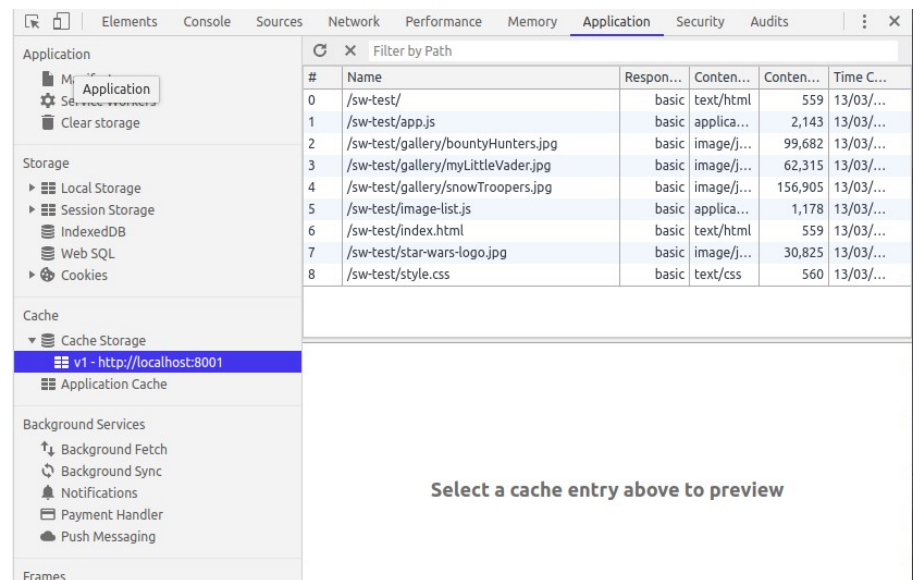 Elements Console Sources Network Performance Memory Application Security Audits
Application
Application
Clear storage
Storage
Local Storage
Session Storage
IndexedDB
Web SQL
Cookies
Cache
Cache Storage
v1 - http://localhost:8001
Application Cache
Background Services
Background Fetch
Background Sync
Notifications
Payment Handler
Push Messaging
Frames
Filter by Path
# Name Respon... Conten... Conten... Time C...
0 /sw-test/ basic text/html 559 13/03/...
1 /sw-test/app.js basic applica... 2,143 13/03/...
2 /sw-test/gallery/bountyHunters.jpg basic image/j... 99,682 13/03/...
3 /sw-test/gallery/myLittleVader.jpg basic image/j... 62,315 13/03/...
4 /sw-test/gallery/snowTroopers.jpg basic image/j... 156,905 13/03/...
5 /sw-test/image-list.js basic applica... 1,178 13/03/...
6 /sw-test/index.html basic text/html 559 13/03/...
7 /sw-test/star-wars-logo.jpg basic image/j... 30,825 13/03/...
8 /sw-test/style.css basic text/css 560 13/03/...
Select a cache entry above to preview